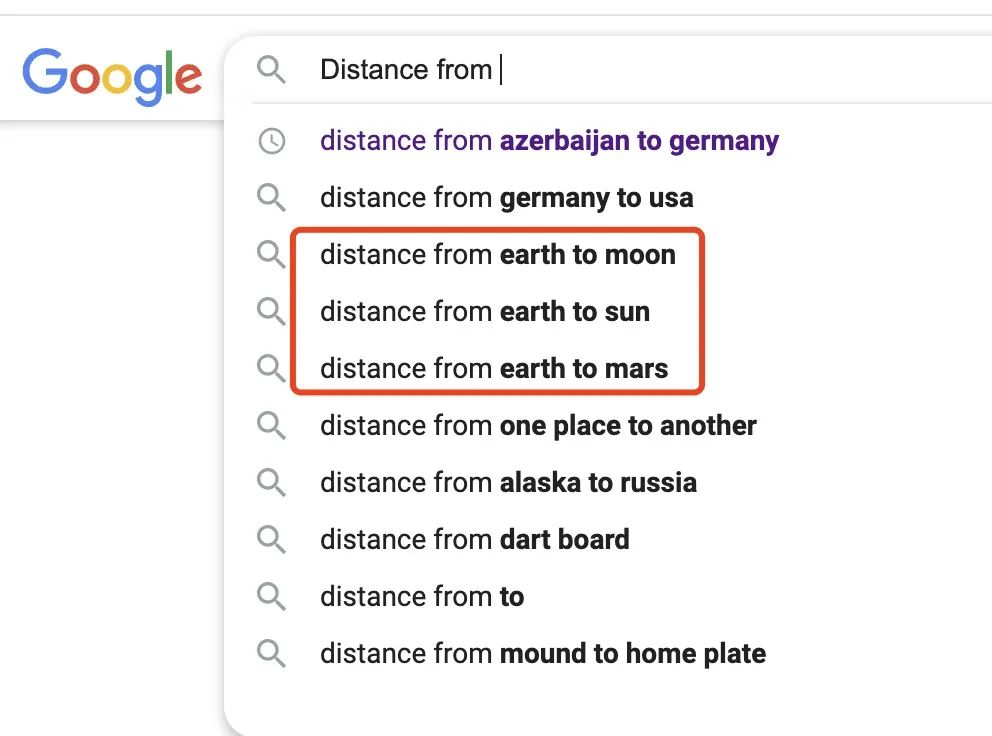 Google
Distance from
distance from azerbaijan to germany
distance from germany to usa
distance from earth to moon
distance from earth to sun
distance from earth to mars
distance from one place to another
distance from alaska to russia
distance from dart board
distance from to
distance from mound to home plate